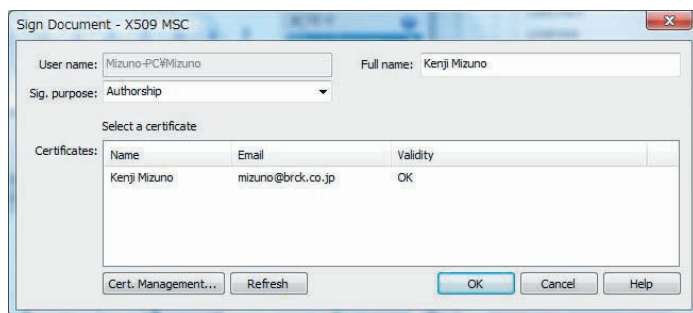 Sign Document - X509 MSC
User name: Mizuno-PC¥Mizuno Full name: Kenji Mizuno
Sig. purpose: Authorship
Select a certificate
Certificates: Name Email Validity
Kenji Mizuno mizuno@brck.co.jp OK
Cert. Management... Refresh OK Cancel Help